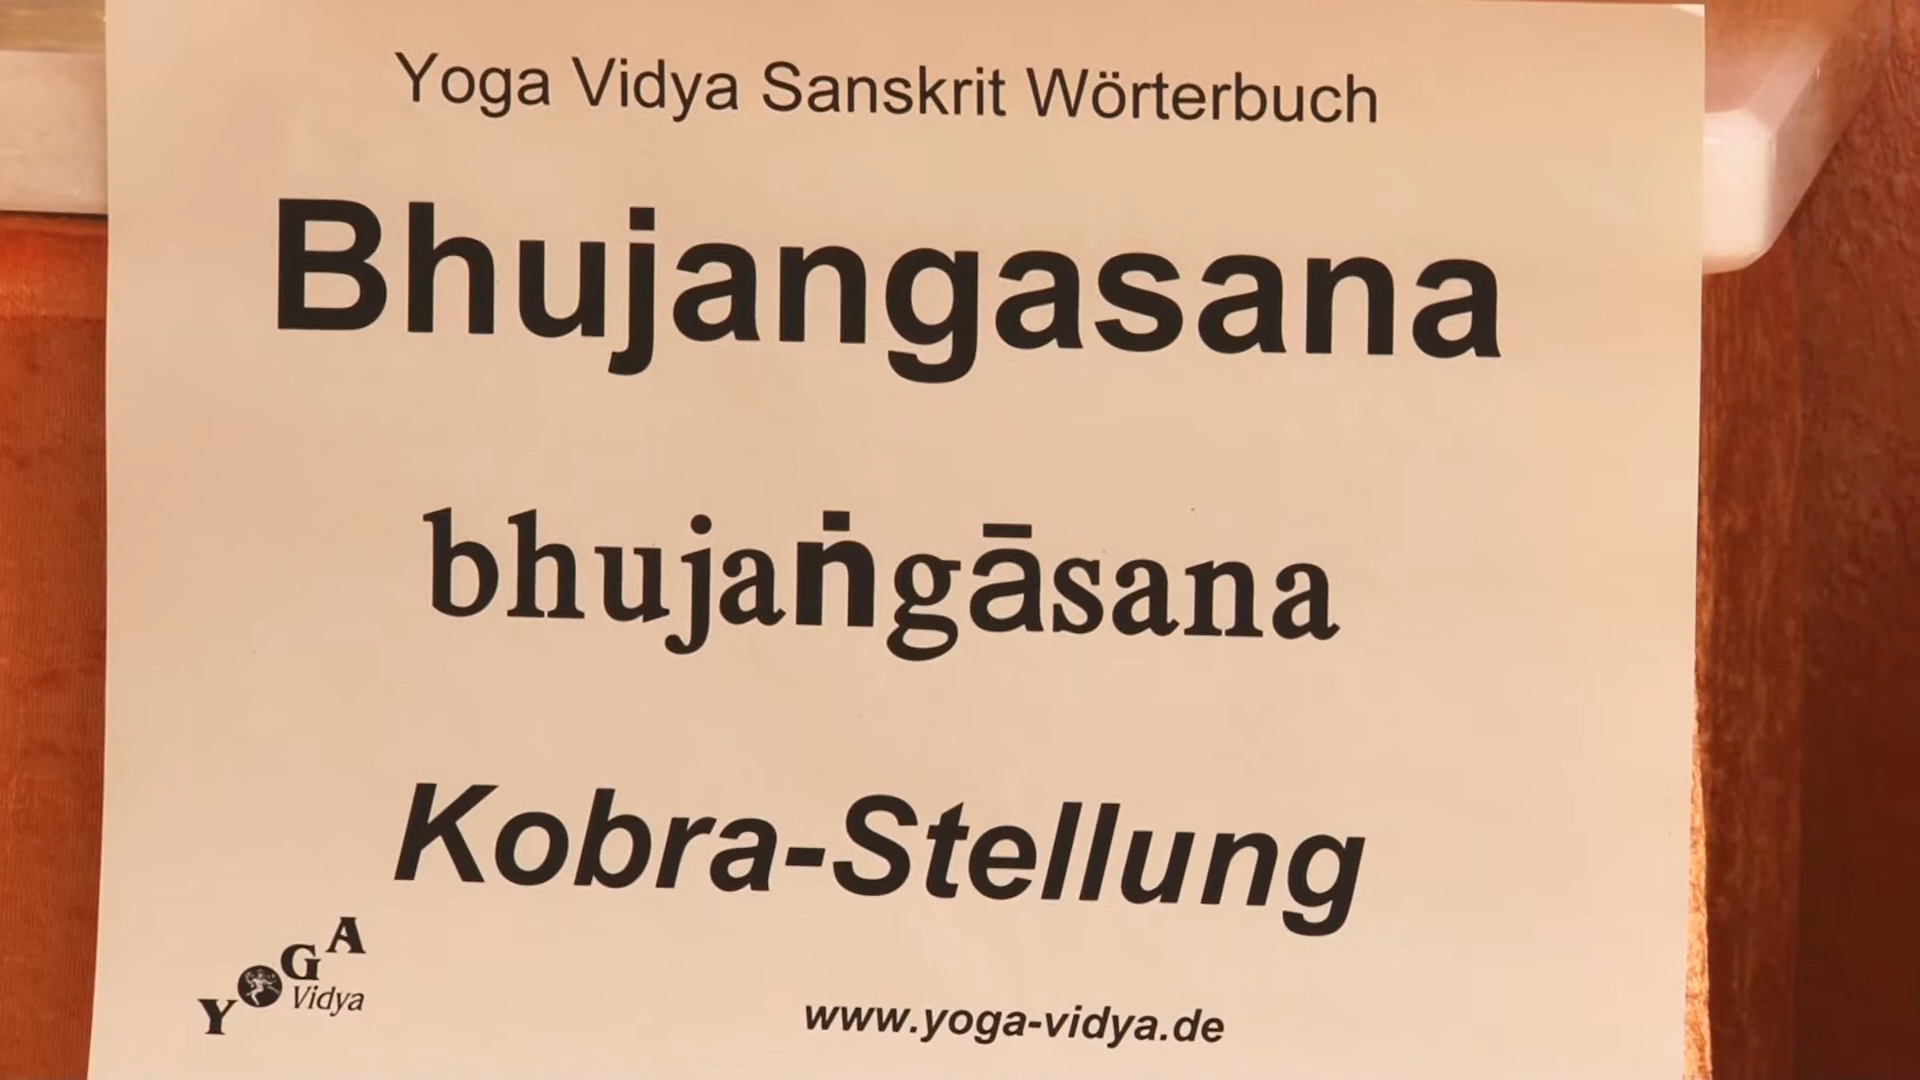 Yoga Vidya Sanskrit Wörterbuch
Bhujangasana
bhujaṅgāsana
Kobra-Stellung
YOGA
Vidya
www.yoga-vidya.de